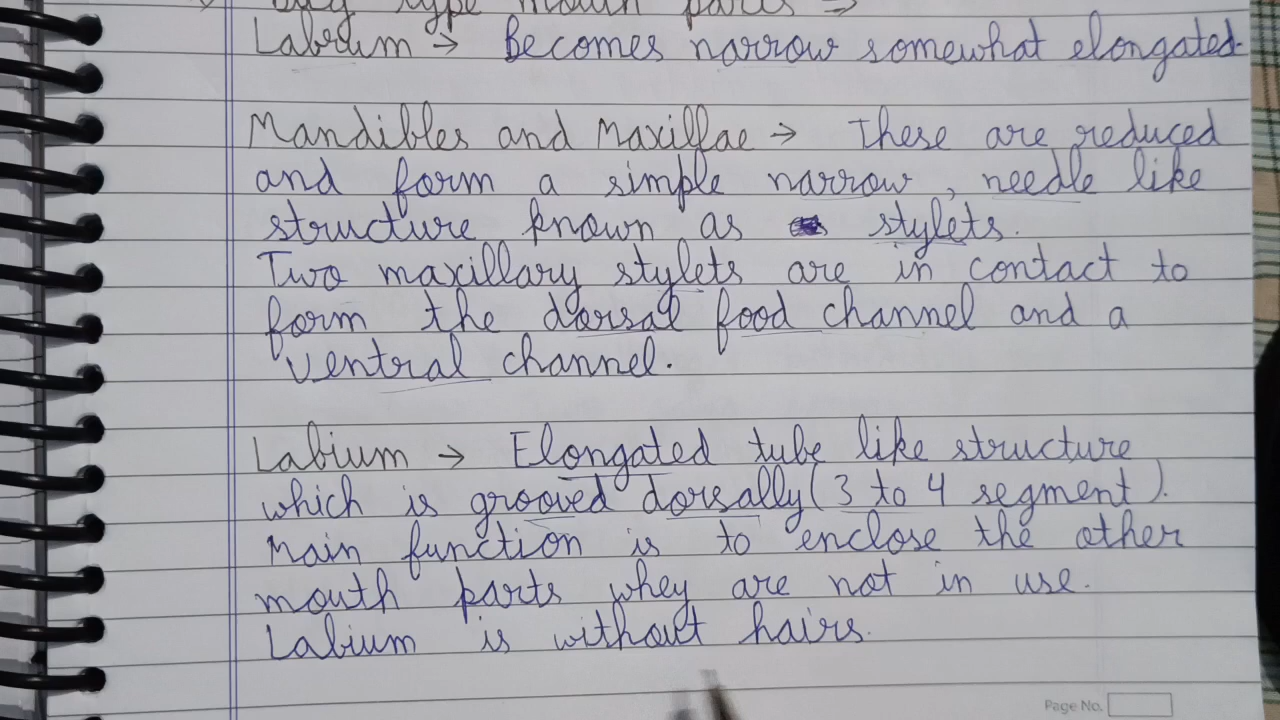 type mouth parts →
Labrum → Becomes narrow somewhat elongated.
Mandibles and Maxillae → These are reduced
and form a simple narrow, needle like
structure known as stylets.
Two maxillary stylets are in contact to
form the dorsal food channel and a
ventral channel.
Labium → Elongated tube like structure
which is grooved dorsally (3 to 4 segment).
Main function is to enclose the other
mouth parts whey are not in use.
Labium is without hairs.
Page No.